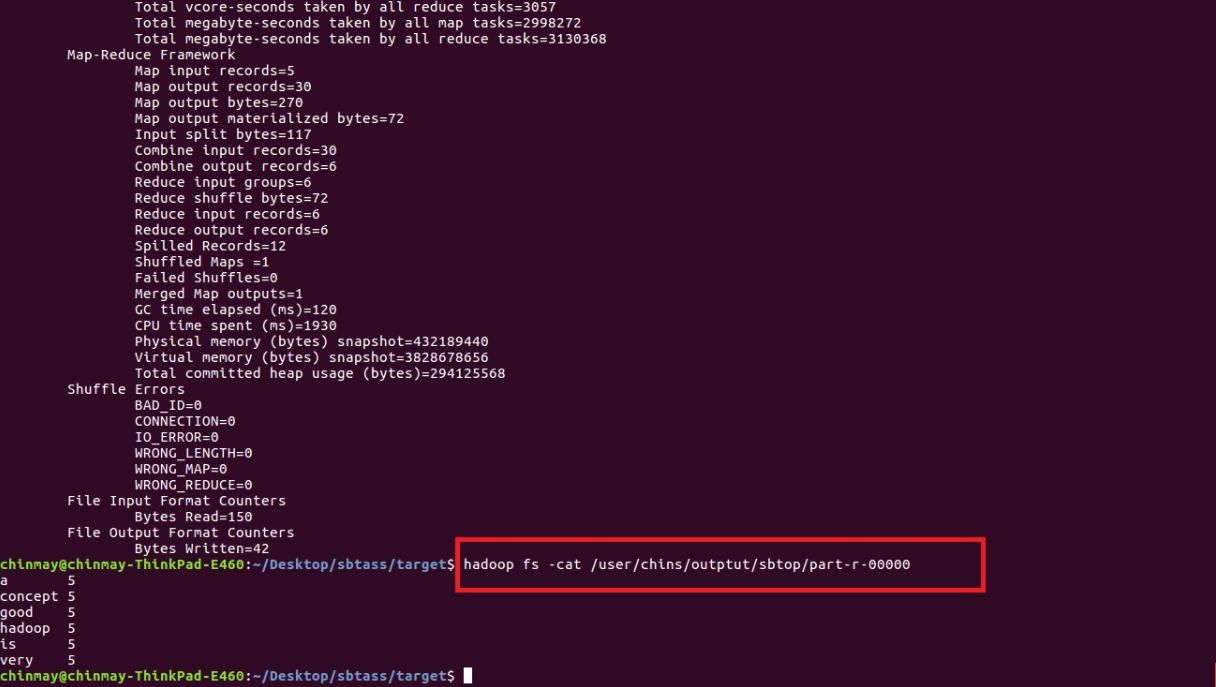 Total vcore-seconds taken by all reduce tasks=3057
Total megabyte-seconds taken by all map tasks=2998272
Total megabyte-seconds taken by all reduce tasks=3130368
Map-Reduce Framework
Map input records=5
Map output records=30
Map output bytes=270
Map output materialized bytes=72
Input split bytes=117
Combine input records=30
Combine output records=6
Reduce input groups=6
Reduce shuffle bytes=72
Reduce input records=6
Reduce output records=6
Spilled Records=12
Shuffled Maps =1
Failed Shuffles=0
Merged Map outputs=1
GC time elapsed (ms)=120
CPU time spent (ms)=1930
Physical memory (bytes) snapshot=432189440
Virtual memory (bytes) snapshot=3828678656
Total committed heap usage (bytes)=294125568
Shuffle Errors
BAD_ID=0
CONNECTION=0
IO_ERROR=0
WRONG_LENGTH=0
WRONG_MAP=0
WRONG_REDUCE=0
File Input Format Counters
Bytes Read=150
File Output Format Counters
Bytes Written=42
chinmay@chinmay-ThinkPad-E460:~/Desktop/sbtass/target$ hadoop fs -cat /user/chins/outptut/sbtop/part-r-00000
a 5
concept 5
good 5
hadoop 5
is 5
very 5
chinmay@chinmay-ThinkPad-E460:~/Desktop/sbtass/target$